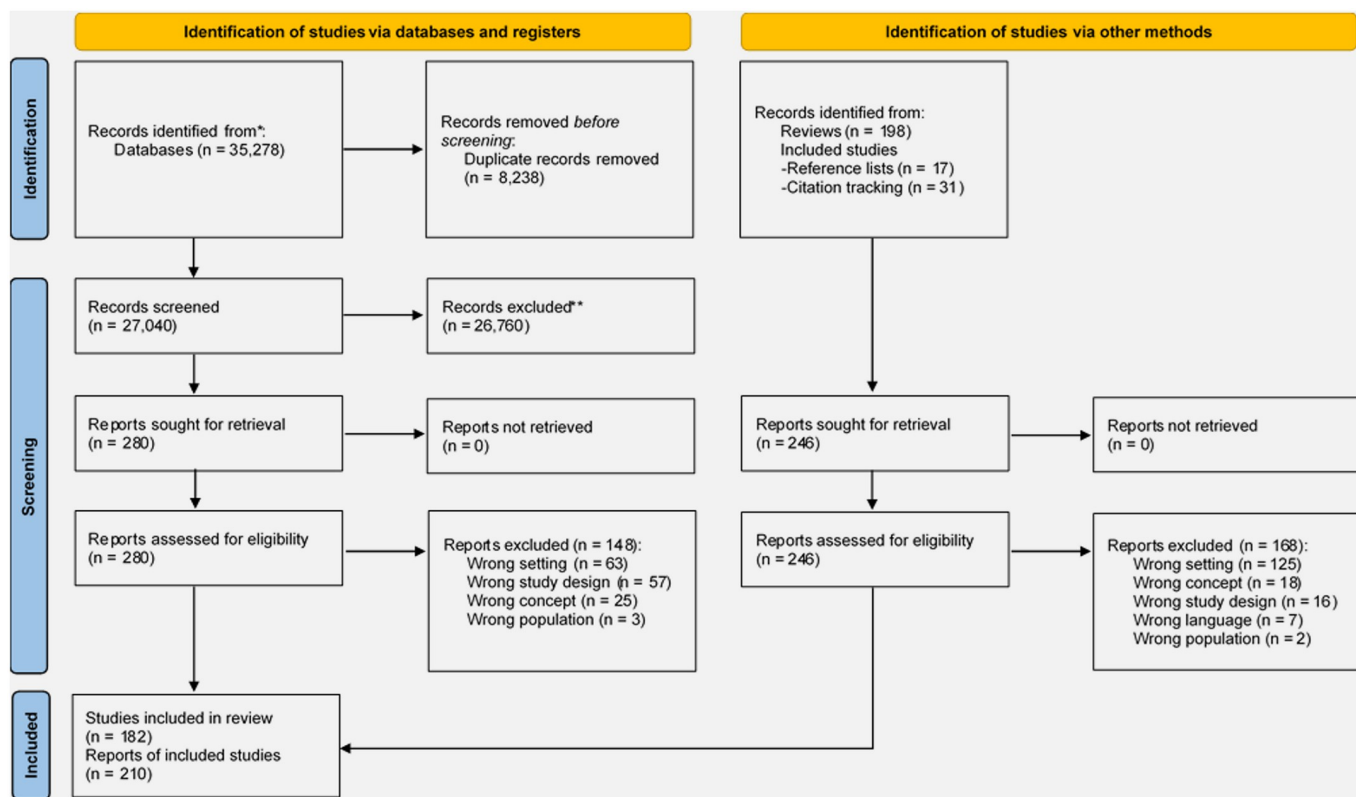 Identification of studies via databases and registers
Identification of studies via other methods
Identification
Records identified from*:
Databases (n = 35,278)
Records removed before
screening:
Duplicate records removed
(n = 8,238)
Records identified from:
Reviews (n = 198)
Included studies
-Reference lists (n = 17)
-Citation tracking (n = 31)
Screening
Records screened
(n = 27,040)
Records excluded**
(n = 26,760)
Reports sought for retrieval
(n = 280)
Reports not retrieved
(n = 0)
Reports sought for retrieval
(n = 246)
Reports not retrieved
(n = 0)
Reports assessed for eligibility
(n = 280)
Reports excluded (n = 148):
Wrong setting (n = 63)
Wrong study design (n = 57)
Wrong concept (n = 25)
Wrong population (n = 3)
Reports assessed for eligibility
(n = 246)
Reports excluded (n = 168):
Wrong setting (n = 125)
Wrong concept (n = 18)
Wrong study design (n = 16)
Wrong language (n = 7)
Wrong population (n = 2)
Included
Studies included in review
(n = 182)
Reports of included studies
(n = 210)